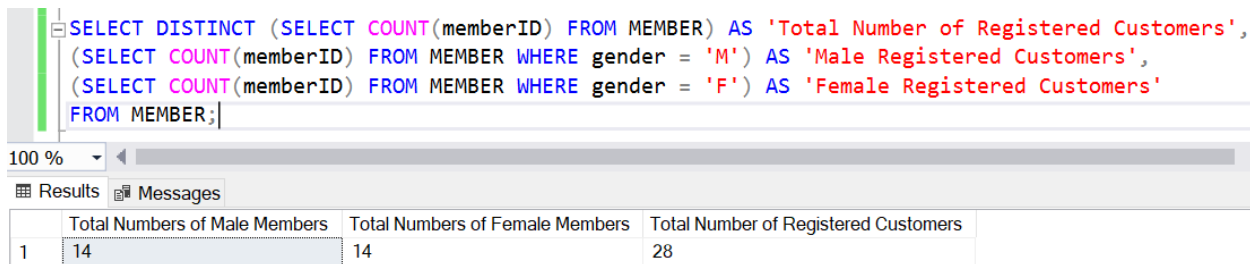 SELECT DISTINCT (SELECT COUNT(memberID) FROM MEMBER) AS 'Total Number of Registered Customers',
(SELECT COUNT(memberID) FROM MEMBER WHERE gender = 'M') AS 'Male Registered Customers',
(SELECT COUNT(memberID) FROM MEMBER WHERE gender = 'F') AS 'Female Registered Customers'
FROM MEMBER;
100 %
Results Messages
Total Numbers of Male Members Total Numbers of Female Members Total Number of Registered Customers
1 14 14 28